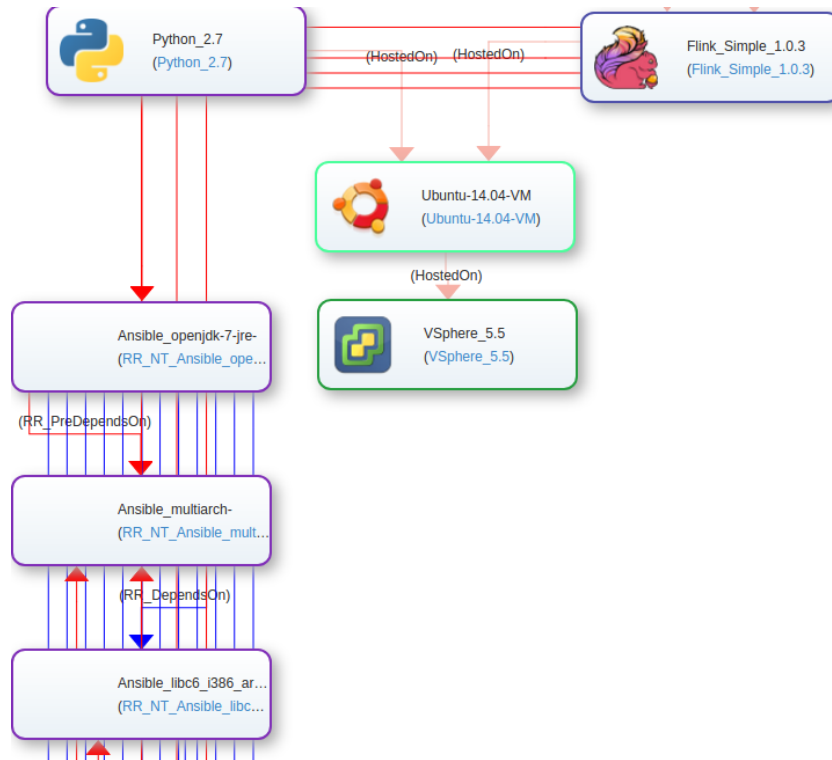 Python_2.7
(Python_2.7)
(HostedOn)
(HostedOn)
Flink_Simple_1.0.3
(Flink_Simple_1.0.3)
Ubuntu-14.04-VM
(Ubuntu-14.04-VM)
(HostedOn)
VSphere_5.5
(VSphere_5.5)
Ansible_openjdk-7-jre-
(RR_NT_Ansible_ope...
(RR_PreDependsOn)
Ansible_multiarch-
(RR_NT_Ansible_mult...
(RR_DependsOn)
Ansible_libc6_i386_ar...
(RR_NT_Ansible_libc...